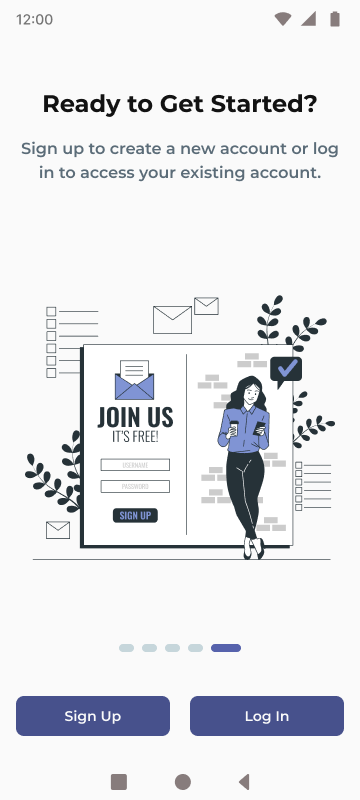 12:00
Ready to Get Started?
Sign up to create a new account or log
in to access your existing account.
JOIN US
IT'S FREE!
USERNAME
PASSWORD
SIGN UP
Sign Up
Log In